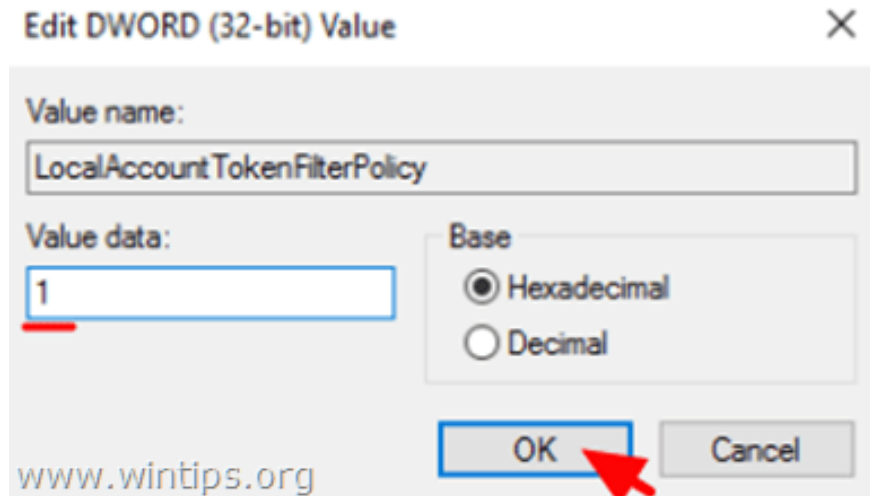 Edit DWORD (32-bit) Value
Value name:
LocalAccountTokenFilterPolicy
Value data:
1
Base
Hexadecimal
Decimal
OK
Cancel
www.wintips.org